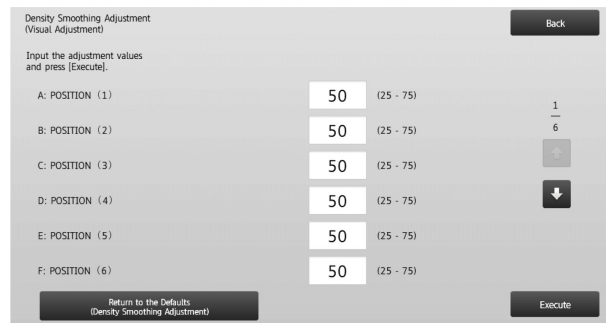 Density Smoothing Adjustment
(Visual Adjustment)
Back
Input the adjustment values
and press [Execute].
A: POSITION (1) 50 (25 - 75)
B: POSITION (2) 50 (25 - 75)
C: POSITION (3) 50 (25 - 75)
D: POSITION (4) 50 (25 - 75)
E: POSITION (5) 50 (25 - 75)
F: POSITION (6) 50 (25 - 75)
1
6
Return to the Defaults
(Density Smoothing Adjustment)
Execute